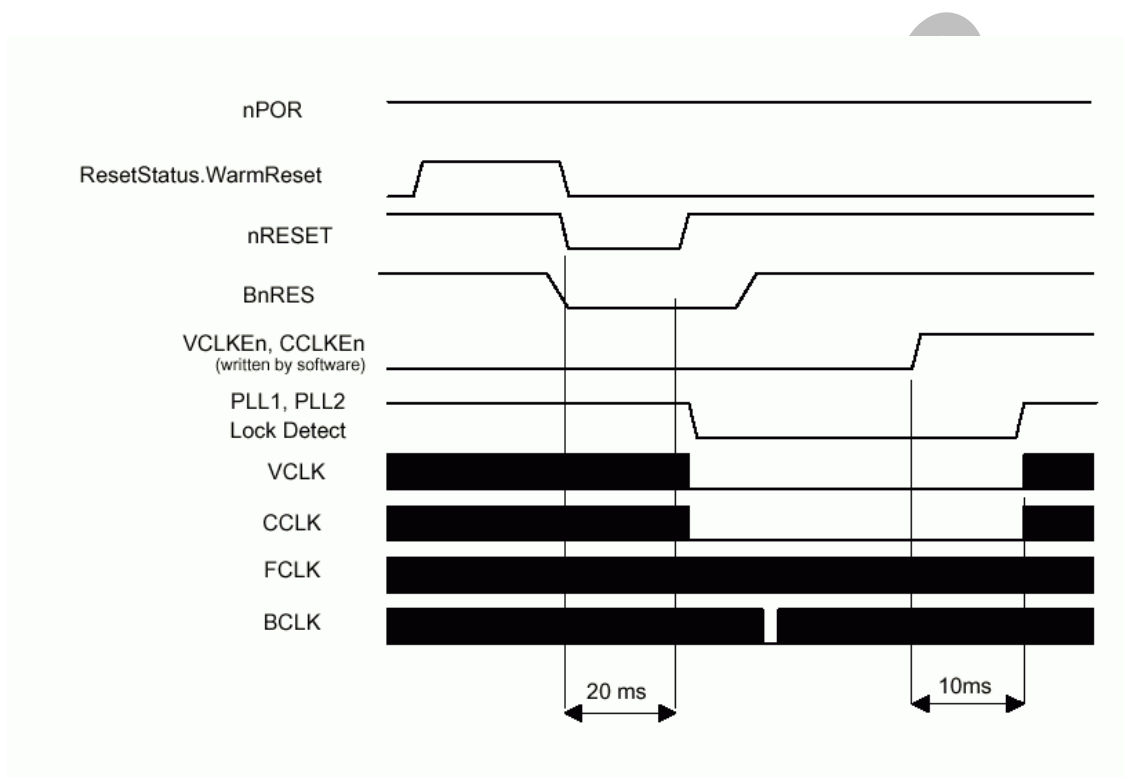 nPOR
ResetStatus.WarmReset
nRESET
BnRES
VCLKEn, CCLKEn
(written by software)
PLL1, PLL2
Lock Detect
VCLK
CCLK
FCLK
BCLK
20 ms
10ms